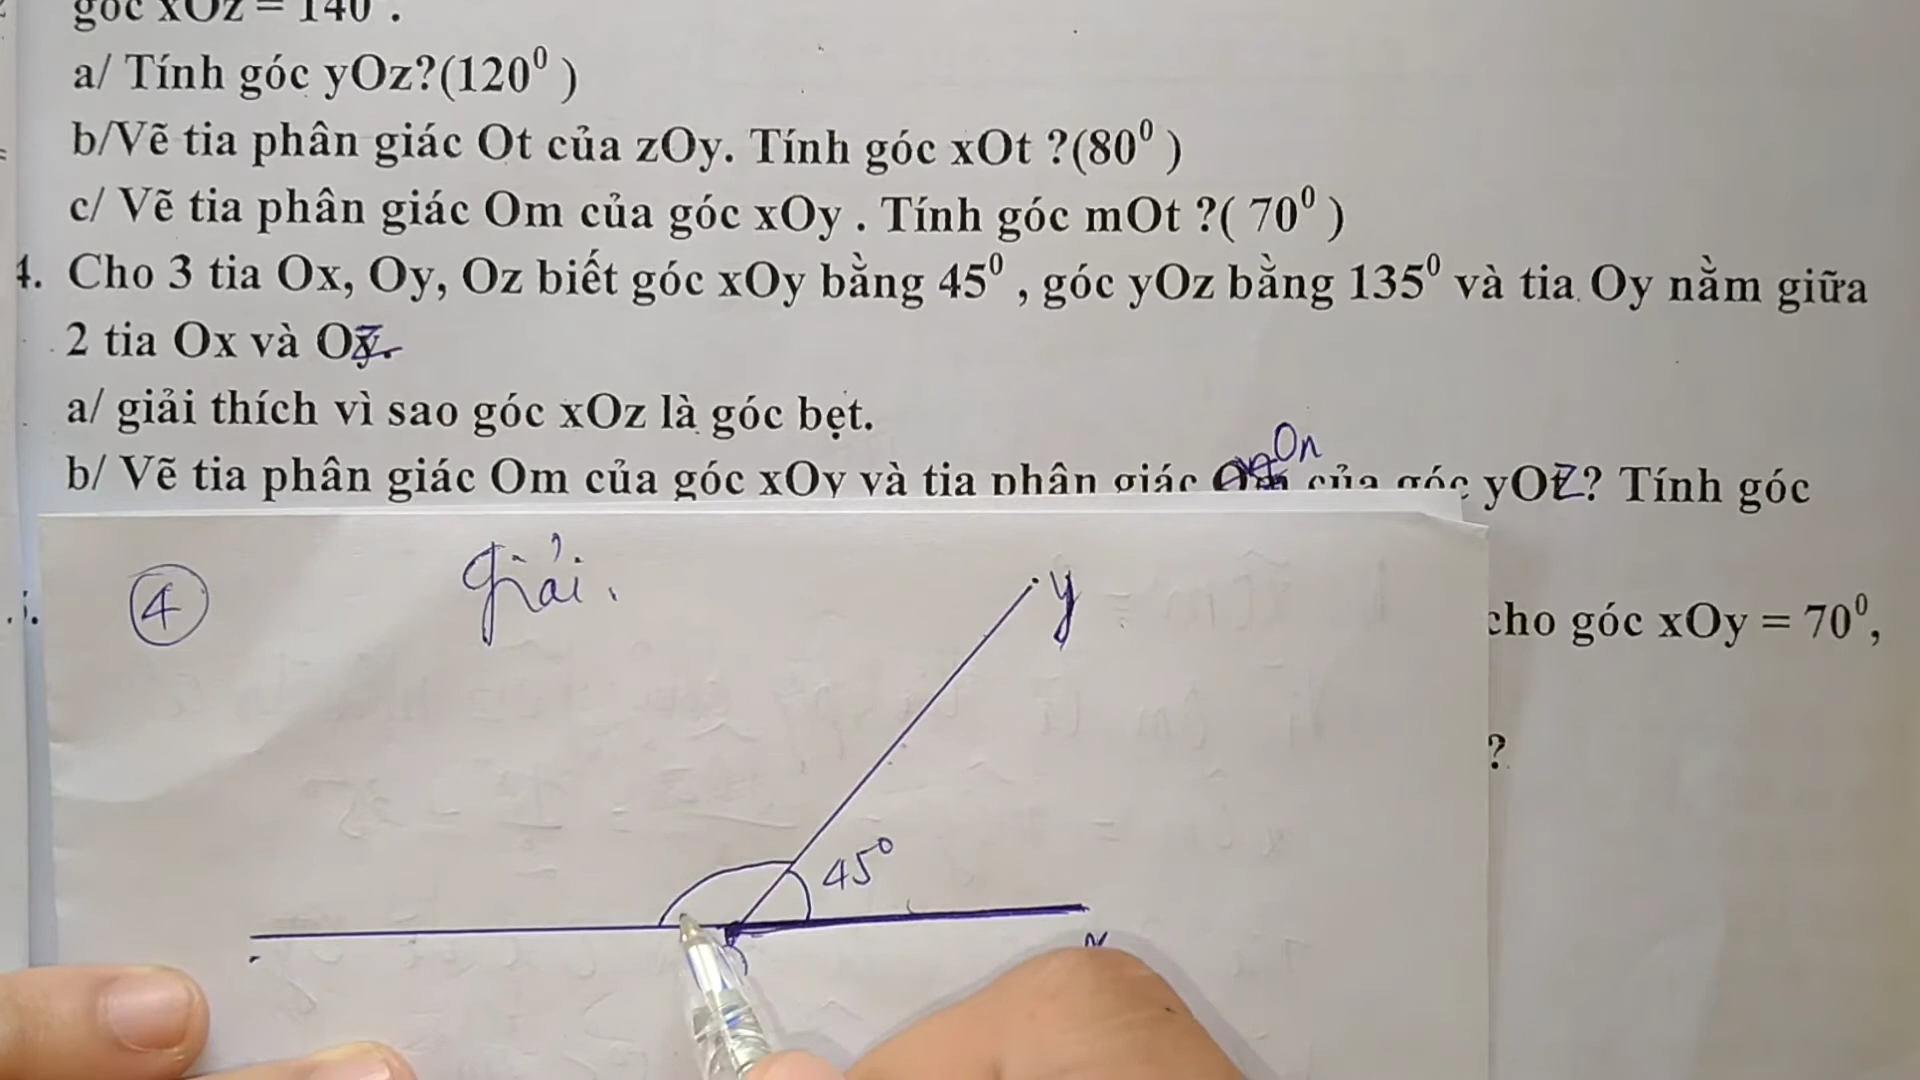 góc xOz = 140⁰ .
a/ Tính góc yOz?(120⁰ )
b/Vẽ tia phân giác Ot của zOy. Tính góc xOt ?(80⁰ )
c/ Vẽ tia phân giác Om của góc xOy . Tính góc mOt ?( 70⁰ )
4. Cho 3 tia Ox, Oy, Oz biết góc xOy bằng 45⁰ , góc yOz bằng 135⁰ và tia Oy nằm giữa
2 tia Ox và Oz.
a/ giải thích vì sao góc xOz là góc bẹt.
On
b/ Vẽ tia phân giác Om của góc xOy và tia phân giác của góc yOz? Tính góc
4 Giải.
y
cho góc xOy = 70⁰,
?
45⁰